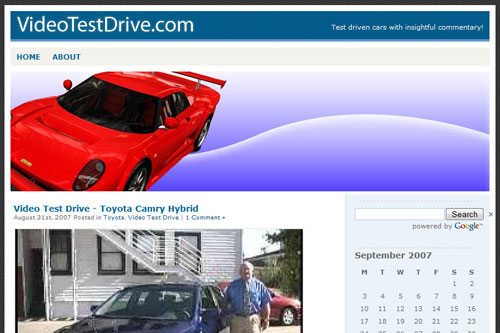 VideoTestDrive.com
Test driven cars with insightful commentary!
HOME ABOUT
Video Test Drive - Toyota Camry Hybrid
August 31st, 2007 Posted in Toyota, Video Test Drive | 1 Comment »
Search
×
powered by Google™
September 2007
M T W T F S S
1 2
3 4 5 6 7 8 9
10 11 12 13 14 15 16
17 18 19 20 21 22 23